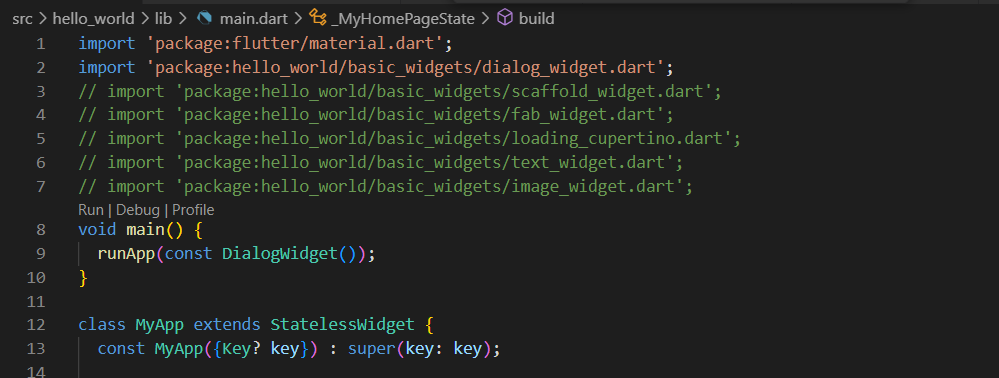 src > hello_world > lib > main.dart > _MyHomePageState > build
1 import 'package:flutter/material.dart';
2 import 'package:hello_world/basic_widgets/dialog_widget.dart';
3 // import 'package:hello_world/basic_widgets/scaffold_widget.dart';
4 // import 'package:hello_world/basic_widgets/fab_widget.dart';
5 // import 'package:hello_world/basic_widgets/loading_cupertino.dart';
6 // import 'package:hello_world/basic_widgets/text_widget.dart';
7 // import 'package:hello_world/basic_widgets/image_widget.dart';
Run | Debug | Profile
8 void main() {
9 runApp(const DialogWidget());
10 }
11
12 class MyApp extends StatelessWidget {
13 const MyApp({Key? key}) : super(key: key);
14